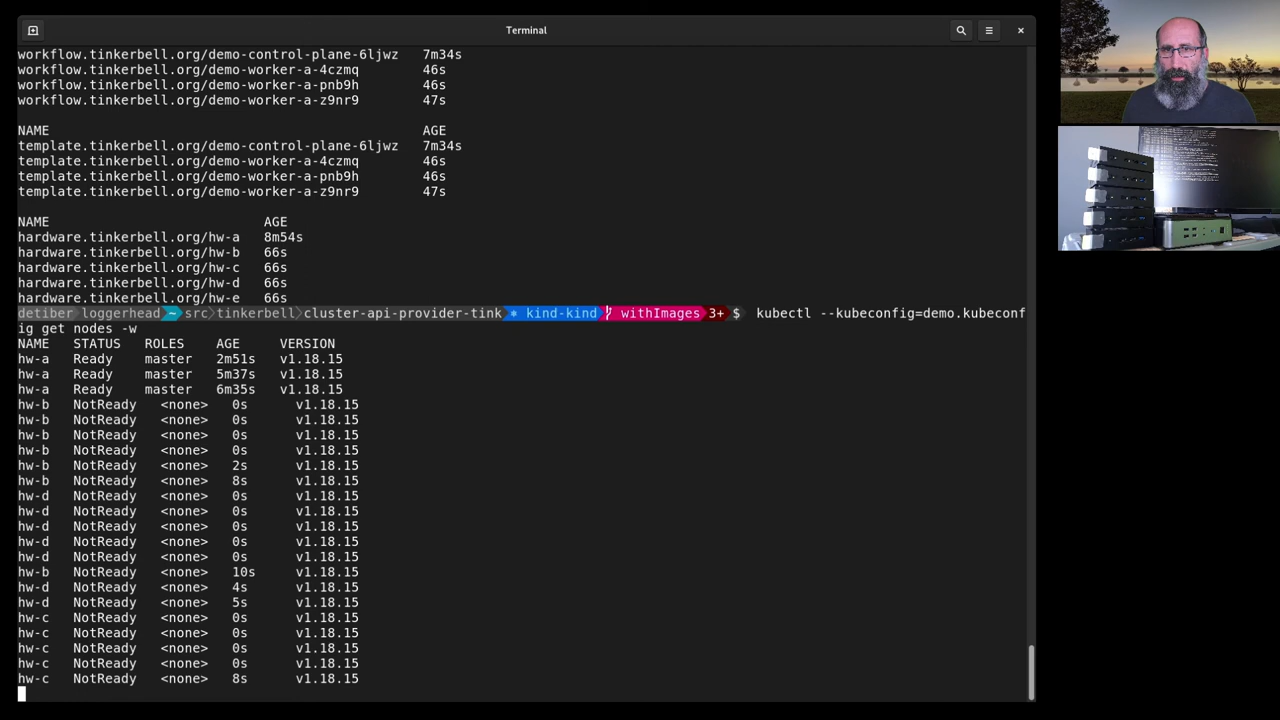 Terminal
workflow.tinkerbell.org/demo-control-plane-6ljwz 7m34s
workflow.tinkerbell.org/demo-worker-a-4czmq 46s
workflow.tinkerbell.org/demo-worker-a-pnb9h 46s
workflow.tinkerbell.org/demo-worker-a-z9nr9 47s
NAME AGE
template.tinkerbell.org/demo-control-plane-6ljwz 7m34s
template.tinkerbell.org/demo-worker-a-4czmq 46s
template.tinkerbell.org/demo-worker-a-pnb9h 46s
template.tinkerbell.org/demo-worker-a-z9nr9 47s
NAME AGE
hardware.tinkerbell.org/hw-a 8m54s
hardware.tinkerbell.org/hw-b 66s
hardware.tinkerbell.org/hw-c 66s
hardware.tinkerbell.org/hw-d 66s
hardware.tinkerbell.org/hw-e 66s
detiber loggerhead ~ src tinkerbell cluster-api-provider-tink ⎈ kind-kind withImages 3+ $ kubectl --kubeconfig=demo.kubeconf
ig get nodes -w
NAME STATUS ROLES AGE VERSION
hw-a Ready master 2m51s v1.18.15
hw-a Ready master 5m37s v1.18.15
hw-a Ready master 6m35s v1.18.15
hw-b NotReady <none> 0s v1.18.15
hw-b NotReady <none> 0s v1.18.15
hw-b NotReady <none> 0s v1.18.15
hw-b NotReady <none> 0s v1.18.15
hw-b NotReady <none> 2s v1.18.15
hw-b NotReady <none> 8s v1.18.15
hw-d NotReady <none> 0s v1.18.15
hw-d NotReady <none> 0s v1.18.15
hw-d NotReady <none> 0s v1.18.15
hw-d NotReady <none> 0s v1.18.15
hw-d NotReady <none> 0s v1.18.15
hw-b NotReady <none> 10s v1.18.15
hw-d NotReady <none> 4s v1.18.15
hw-d NotReady <none> 5s v1.18.15
hw-c NotReady <none> 0s v1.18.15
hw-c NotReady <none> 0s v1.18.15
hw-c NotReady <none> 0s v1.18.15
hw-c NotReady <none> 0s v1.18.15
hw-c NotReady <none> 8s v1.18.15